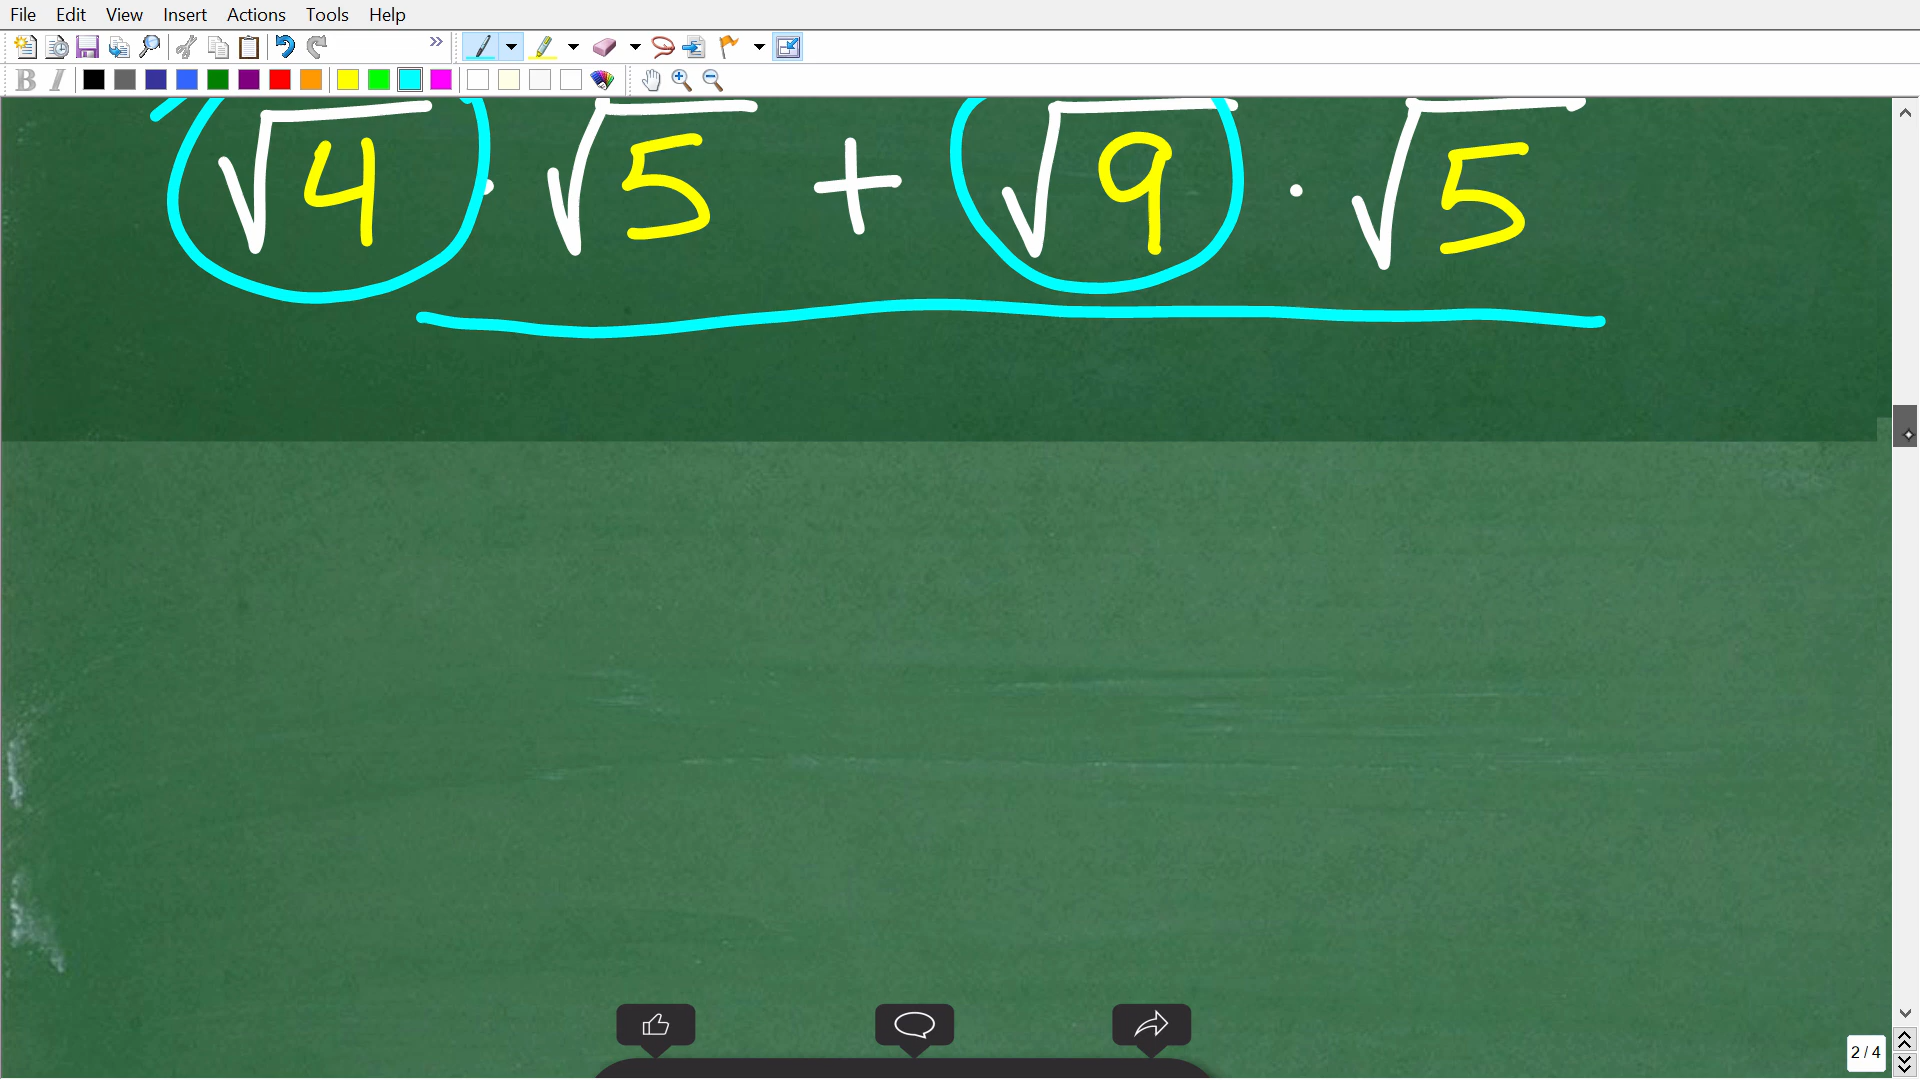 File Edit View Insert Actions Tools Help
B I
√4 · √5 + √9 · √5
2 / 4